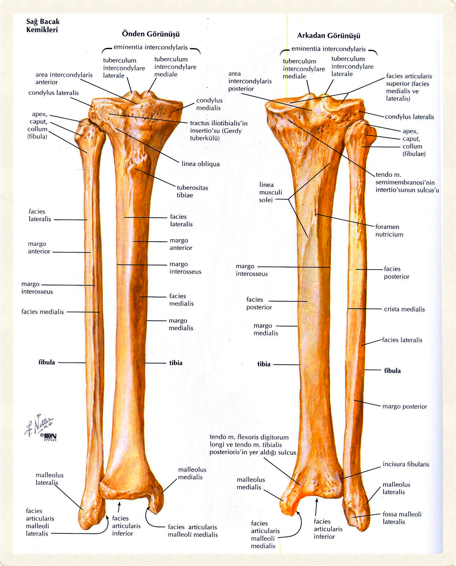 Sağ Bacak
Kemikleri
Önden Görünüşü
eminentia intercondylaris
tuberculum
intercondylare
laterale
tuberculum
intercondylare
mediale
area intercondylaris
anterior
condylus lateralis
condylus
medialis
apex,
caput,
collum
(fibula)
tractus iliotibialis'in
insertio'su (Gerdy
tuberkülü)
linea obliqua
tuberositas
tibiae
facies
lateralis
facies
lateralis
margo
anterior
margo
anterior
margo
interosseus
margo
interosseus
facies
medialis
facies medialis
margo
medialis
fibula
tibia
F. Netter
malleolus
lateralis
malleolus
medialis
facies
articularis
malleoli
lateralis
facies
articularis
inferior
facies articularis
malleoli medialis
Arkadan Görünüşü
eminentia intercondylaris
tuberculum
intercondylare
mediale
tuberculum
intercondylare
laterale
area
intercondylaris
posterior
facies articularis
superior (facies
medialis ve
lateralis)
condylus lateralis
apex,
caput,
collum
(fibulae)
tendo m.
semimembranosi'nin
intertio'sunun sulcus'u
linea
musculi
solei
foramen
nutricium
margo
interosseus
facies
posterior
facies
posterior
crista medialis
margo
medialis
facies lateralis
tibia
fibula
margo posterior
tendo m. flexoris digitorum
longi ve tendo m. tibialis
posterioris'in yer aldığı sulcus
incisura fibularis
malleolus
medialis
malleolus
lateralis
facies
articularis
malleoli
medialis
facies
articularis
inferior
fossa malleoli
lateralis